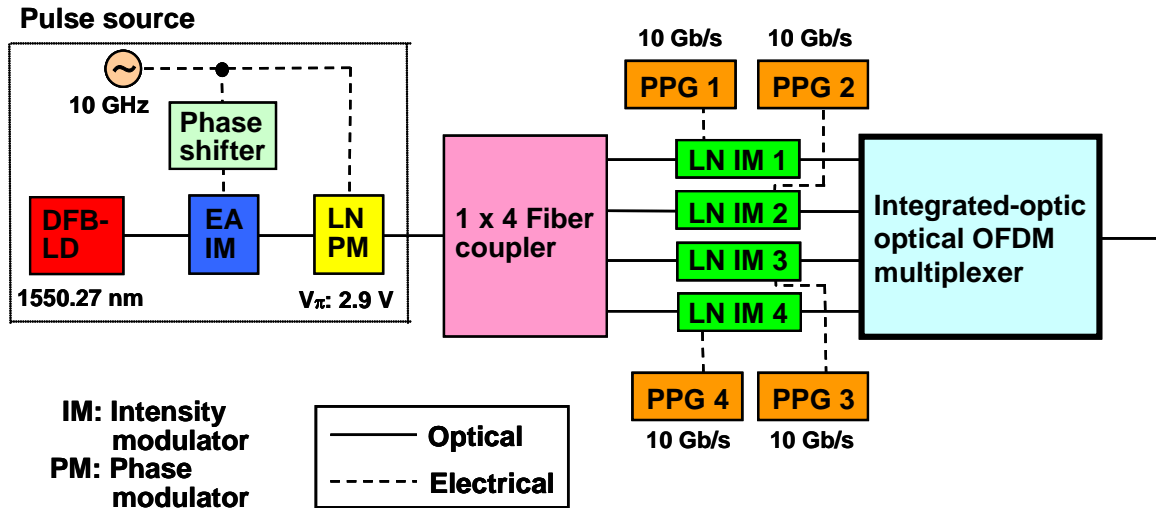 Pulse source
~
10 GHz
Phase
shifter
DFB-
LD
EA
IM
LN
PM
1550.27 nm
Vπ: 2.9 V
1 x 4 Fiber
coupler
10 Gb/s
10 Gb/s
PPG 1
PPG 2
LN IM 1
LN IM 2
LN IM 3
LN IM 4
PPG 4
PPG 3
10 Gb/s
10 Gb/s
Integrated-optic
optical OFDM
multiplexer
IM: Intensity
modulator
PM: Phase
modulator
Optical
Electrical